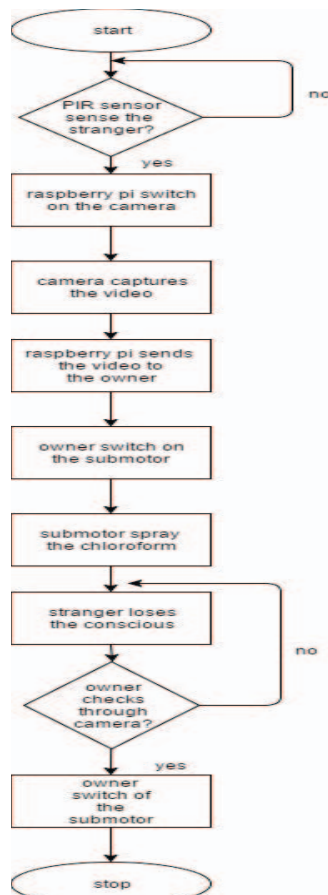 start
no
PIR sensor
sense the
stranger?
yes
raspberry pi switch
on the camera
camera captures
the video
raspberry pi sends
the video to
the owner
owner switch on
the submotor
submotor spray
the chloroform
stranger loses
the conscious
no
owner
checks
through
camera?
yes
owner
switch of
the
submotor
stop